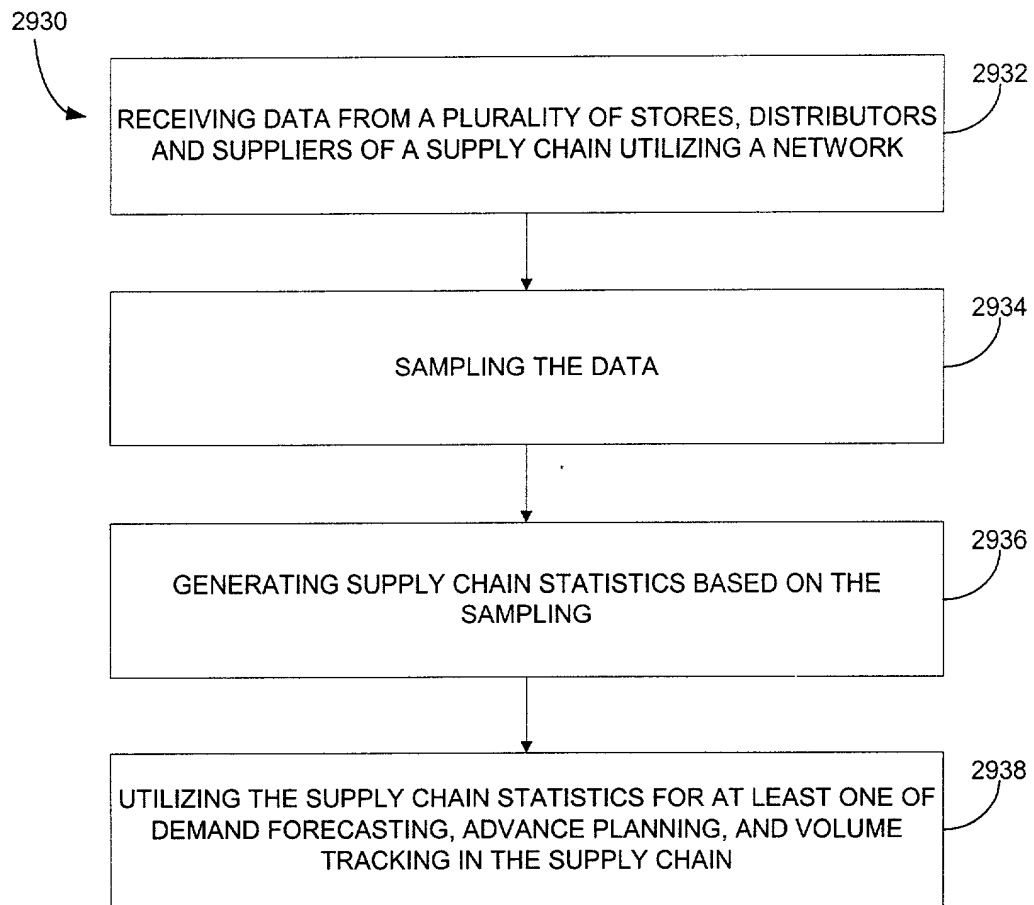 2930
2932
RECEIVING DATA FROM A PLURALITY OF STORES, DISTRIBUTORS
AND SUPPLIERS OF A SUPPLY CHAIN UTILIZING A NETWORK
2934
SAMPLING THE DATA
2936
GENERATING SUPPLY CHAIN STATISTICS BASED ON THE
SAMPLING
2938
UTILIZING THE SUPPLY CHAIN STATISTICS FOR AT LEAST ONE OF
DEMAND FORECASTING, ADVANCE PLANNING, AND VOLUME
TRACKING IN THE SUPPLY CHAIN